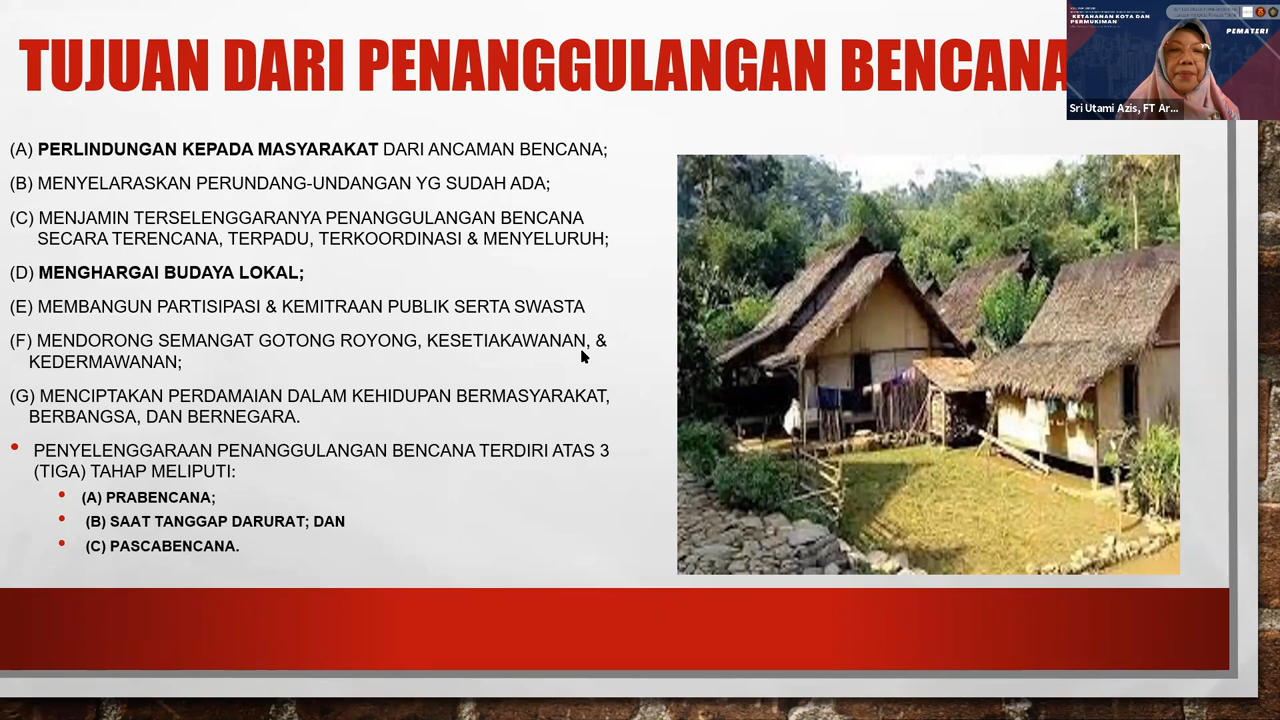 TUJUAN DARI PENANGGULANGAN BENCANA
KETAHANAN KOTA DAN
PERMUKIMAN
PEMATERI
Sri Utami Azis, FT Ar...
(A) PERLINDUNGAN KEPADA MASYARAKAT DARI ANCAMAN BENCANA;
(B) MENYELARASKAN PERUNDANG-UNDANGAN YG SUDAH ADA;
(C) MENJAMIN TERSELENGGARANYA PENANGGULANGAN BENCANA
SECARA TERENCANA, TERPADU, TERKOORDINASI & MENYELURUH;
(D) MENGHARGAI BUDAYA LOKAL;
(E) MEMBANGUN PARTISIPASI & KEMITRAAN PUBLIK SERTA SWASTA
(F) MENDORONG SEMANGAT GOTONG ROYONG, KESETIAKAWANAN, &
KEDERMAWANAN;
(G) MENCIPTAKAN PERDAMAIAN DALAM KEHIDUPAN BERMASYARAKAT,
BERBANGSA, DAN BERNEGARA.
• PENYELENGGARAAN PENANGGULANGAN BENCANA TERDIRI ATAS 3
(TIGA) TAHAP MELIPUTI:
• (A) PRABENCANA;
• (B) SAAT TANGGAP DARURAT; DAN
• (C) PASCABENCANA.